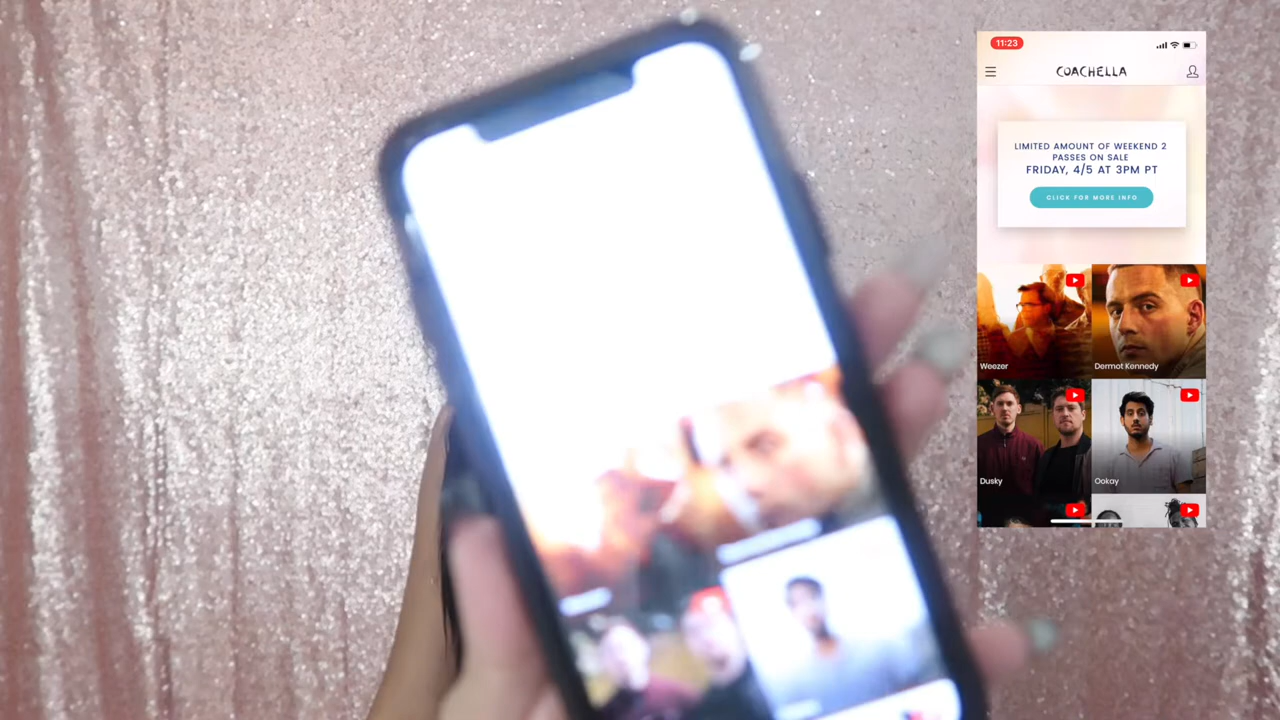 11:23
COACHELLA
LIMITED AMOUNT OF WEEKEND 2
PASSES ON SALE
FRIDAY, 4/5 AT 3PM PT
CLICK FOR MORE INFO
Weezer
Dermot Kennedy
Dusky
Ookay